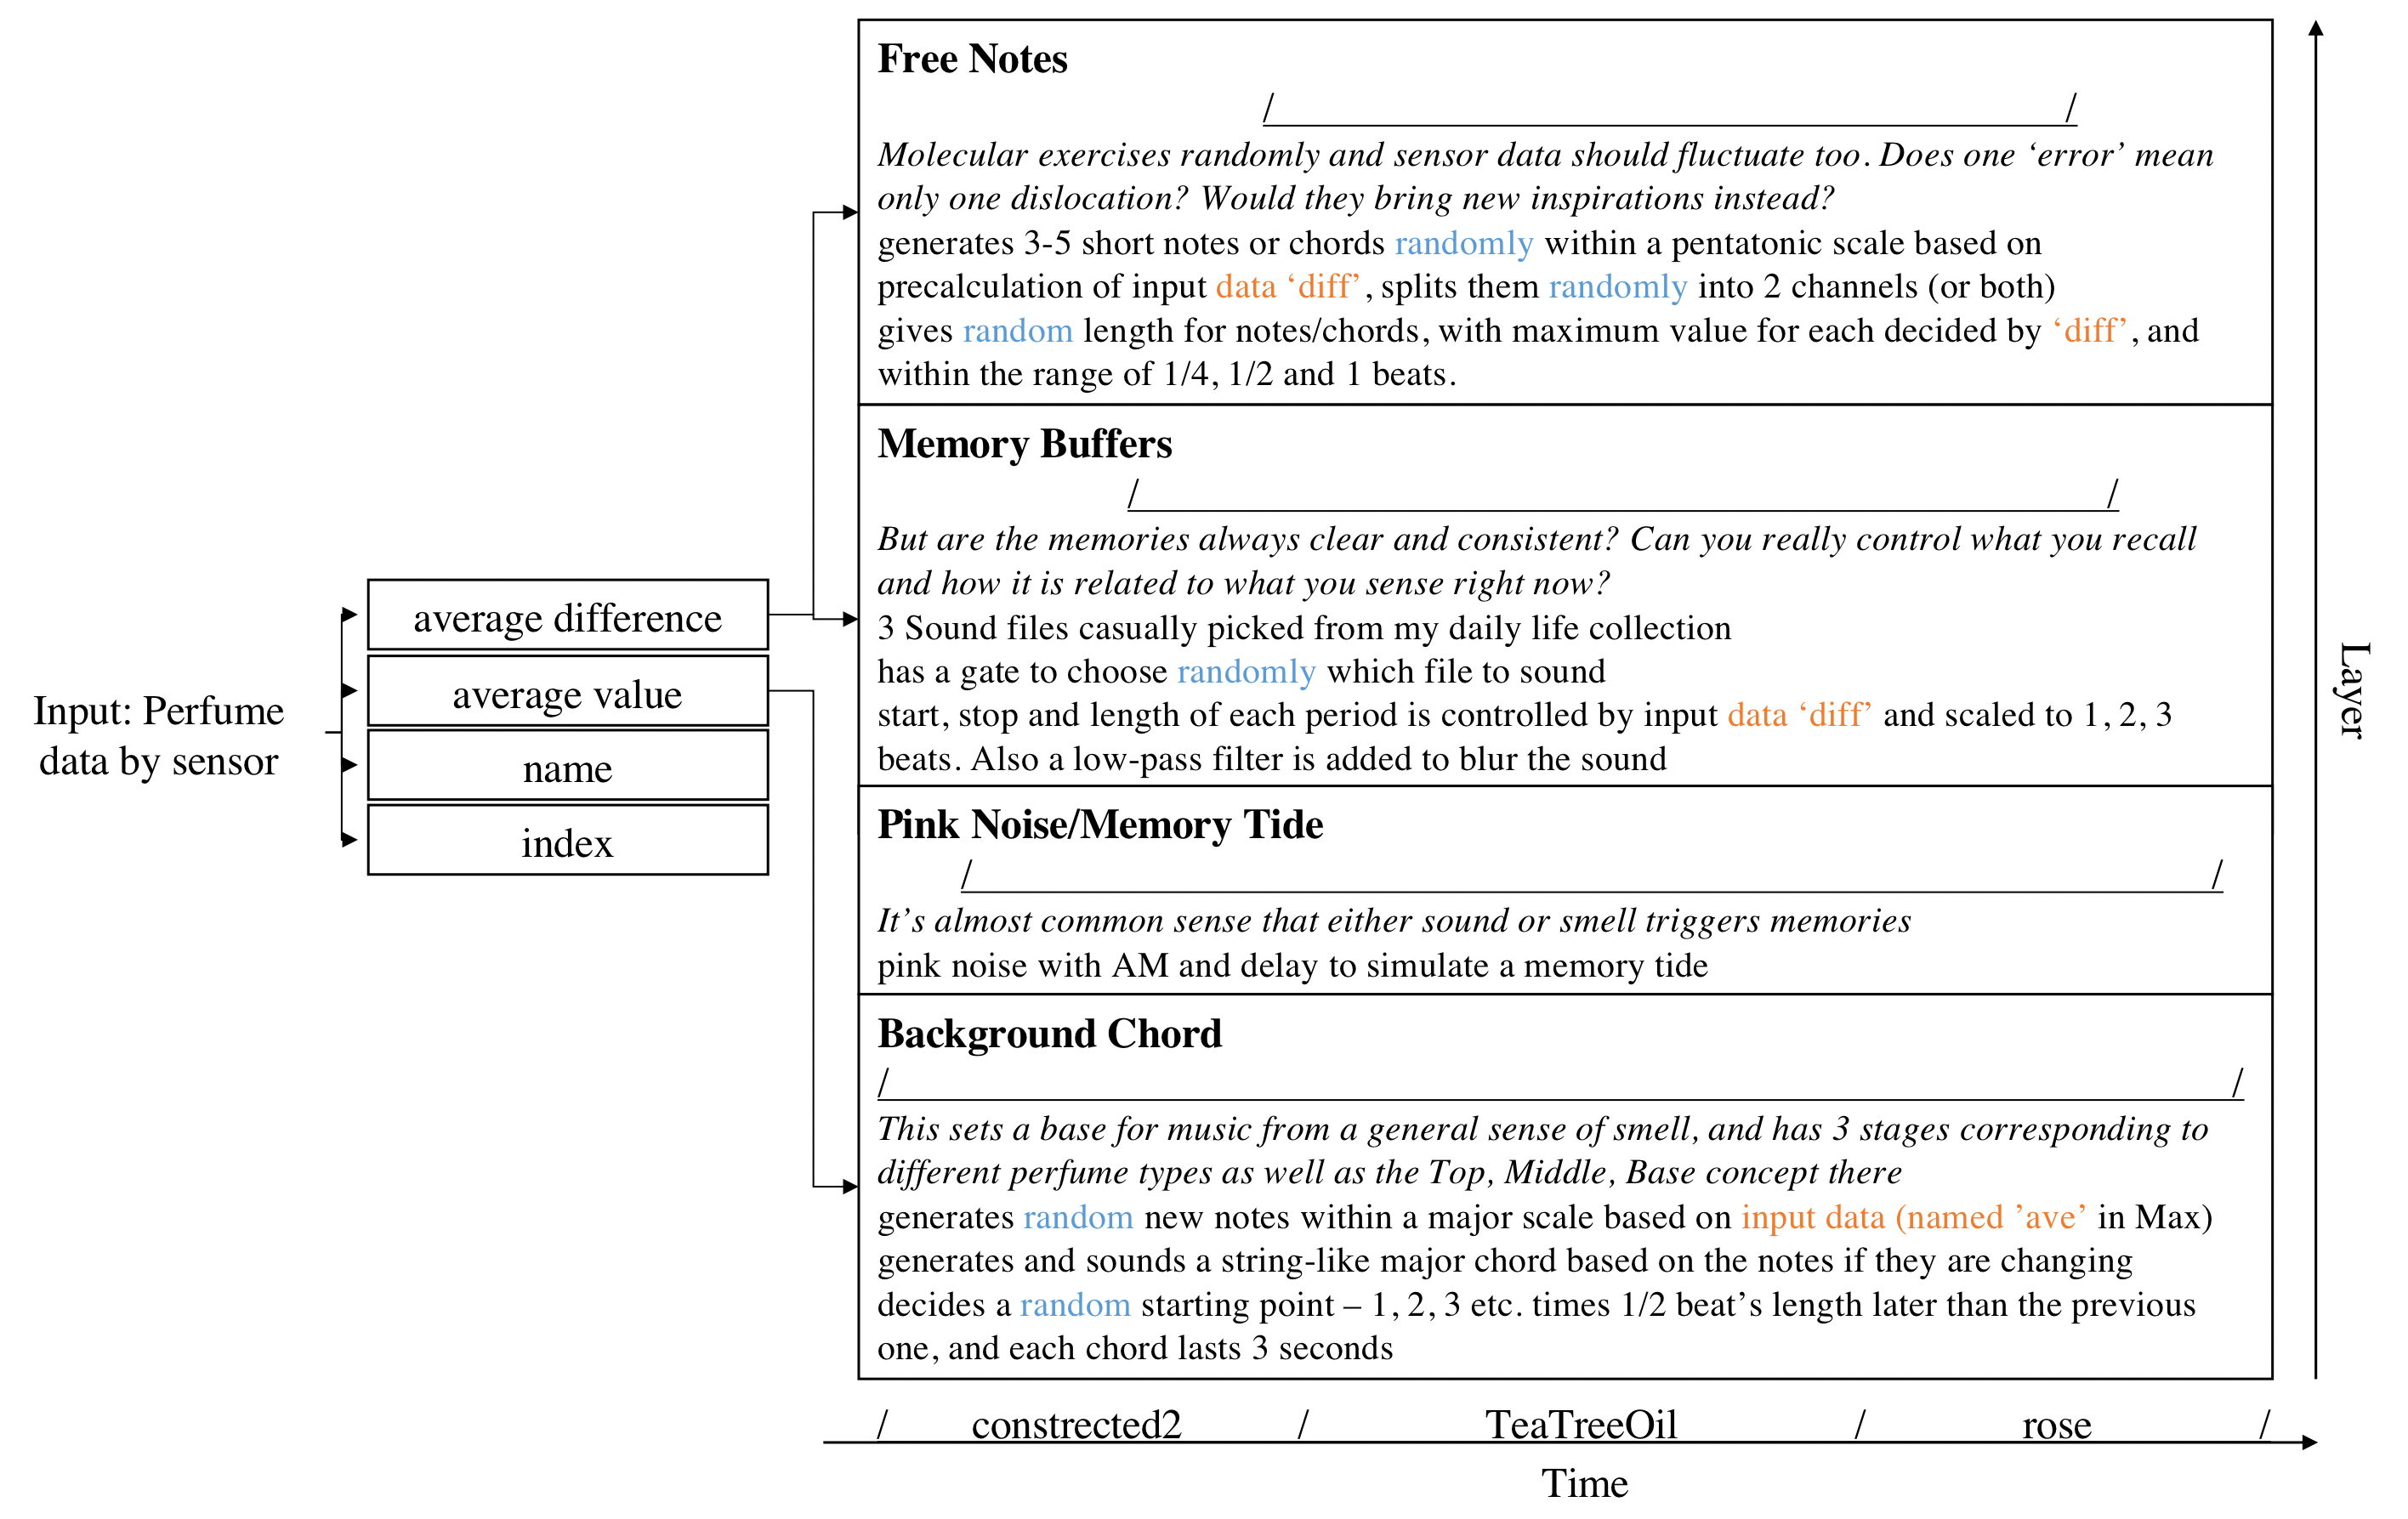 Free Notes
/ /
Molecular exercises randomly and sensor data should fluctuate too. Does one ‘error’ mean
only one dislocation? Would they bring new inspirations instead?
generates 3-5 short notes or chords randomly within a pentatonic scale based on
precalculation of input data ‘diff’, splits them randomly into 2 channels (or both)
gives random length for notes/chords, with maximum value for each decided by ‘diff’, and
within the range of 1/4, 1/2 and 1 beats.
Memory Buffers
/ /
But are the memories always clear and consistent? Can you really control what you recall
and how it is related to what you sense right now?
3 Sound files casually picked from my daily life collection
has a gate to choose randomly which file to sound
start, stop and length of each period is controlled by input data ‘diff’ and scaled to 1, 2, 3
beats. Also a low-pass filter is added to blur the sound
Pink Noise/Memory Tide
/ /
It’s almost common sense that either sound or smell triggers memories
pink noise with AM and delay to simulate a memory tide
Background Chord
/ /
This sets a base for music from a general sense of smell, and has 3 stages corresponding to
different perfume types as well as the Top, Middle, Base concept there
generates random new notes within a major scale based on input data (named ’ave’ in Max)
generates and sounds a string-like major chord based on the notes if they are changing
decides a random starting point – 1, 2, 3 etc. times 1/2 beat’s length later than the previous
one, and each chord lasts 3 seconds
Input: Perfume
data by sensor
average difference
average value
name
index
/ constrected2 / TeaTreeOil / rose /
Time
Layer